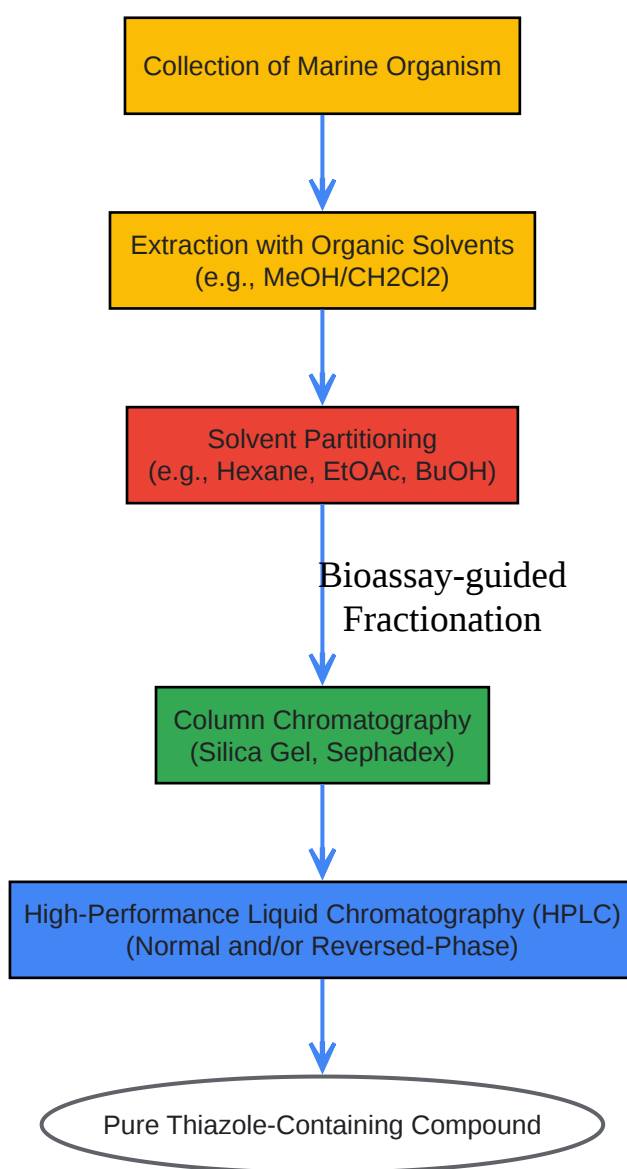 Collection of Marine Organism
Extraction with Organic Solvents
(e.g., MeOH/CH2Cl2)
Solvent Partitioning
(e.g., Hexane, EtOAc, BuOH)
Bioassay-guided
Fractionation
Column Chromatography
(Silica Gel, Sephadex)
High-Performance Liquid Chromatography (HPLC)
(Normal and/or Reversed-Phase)
Pure Thiazole-Containing Compound